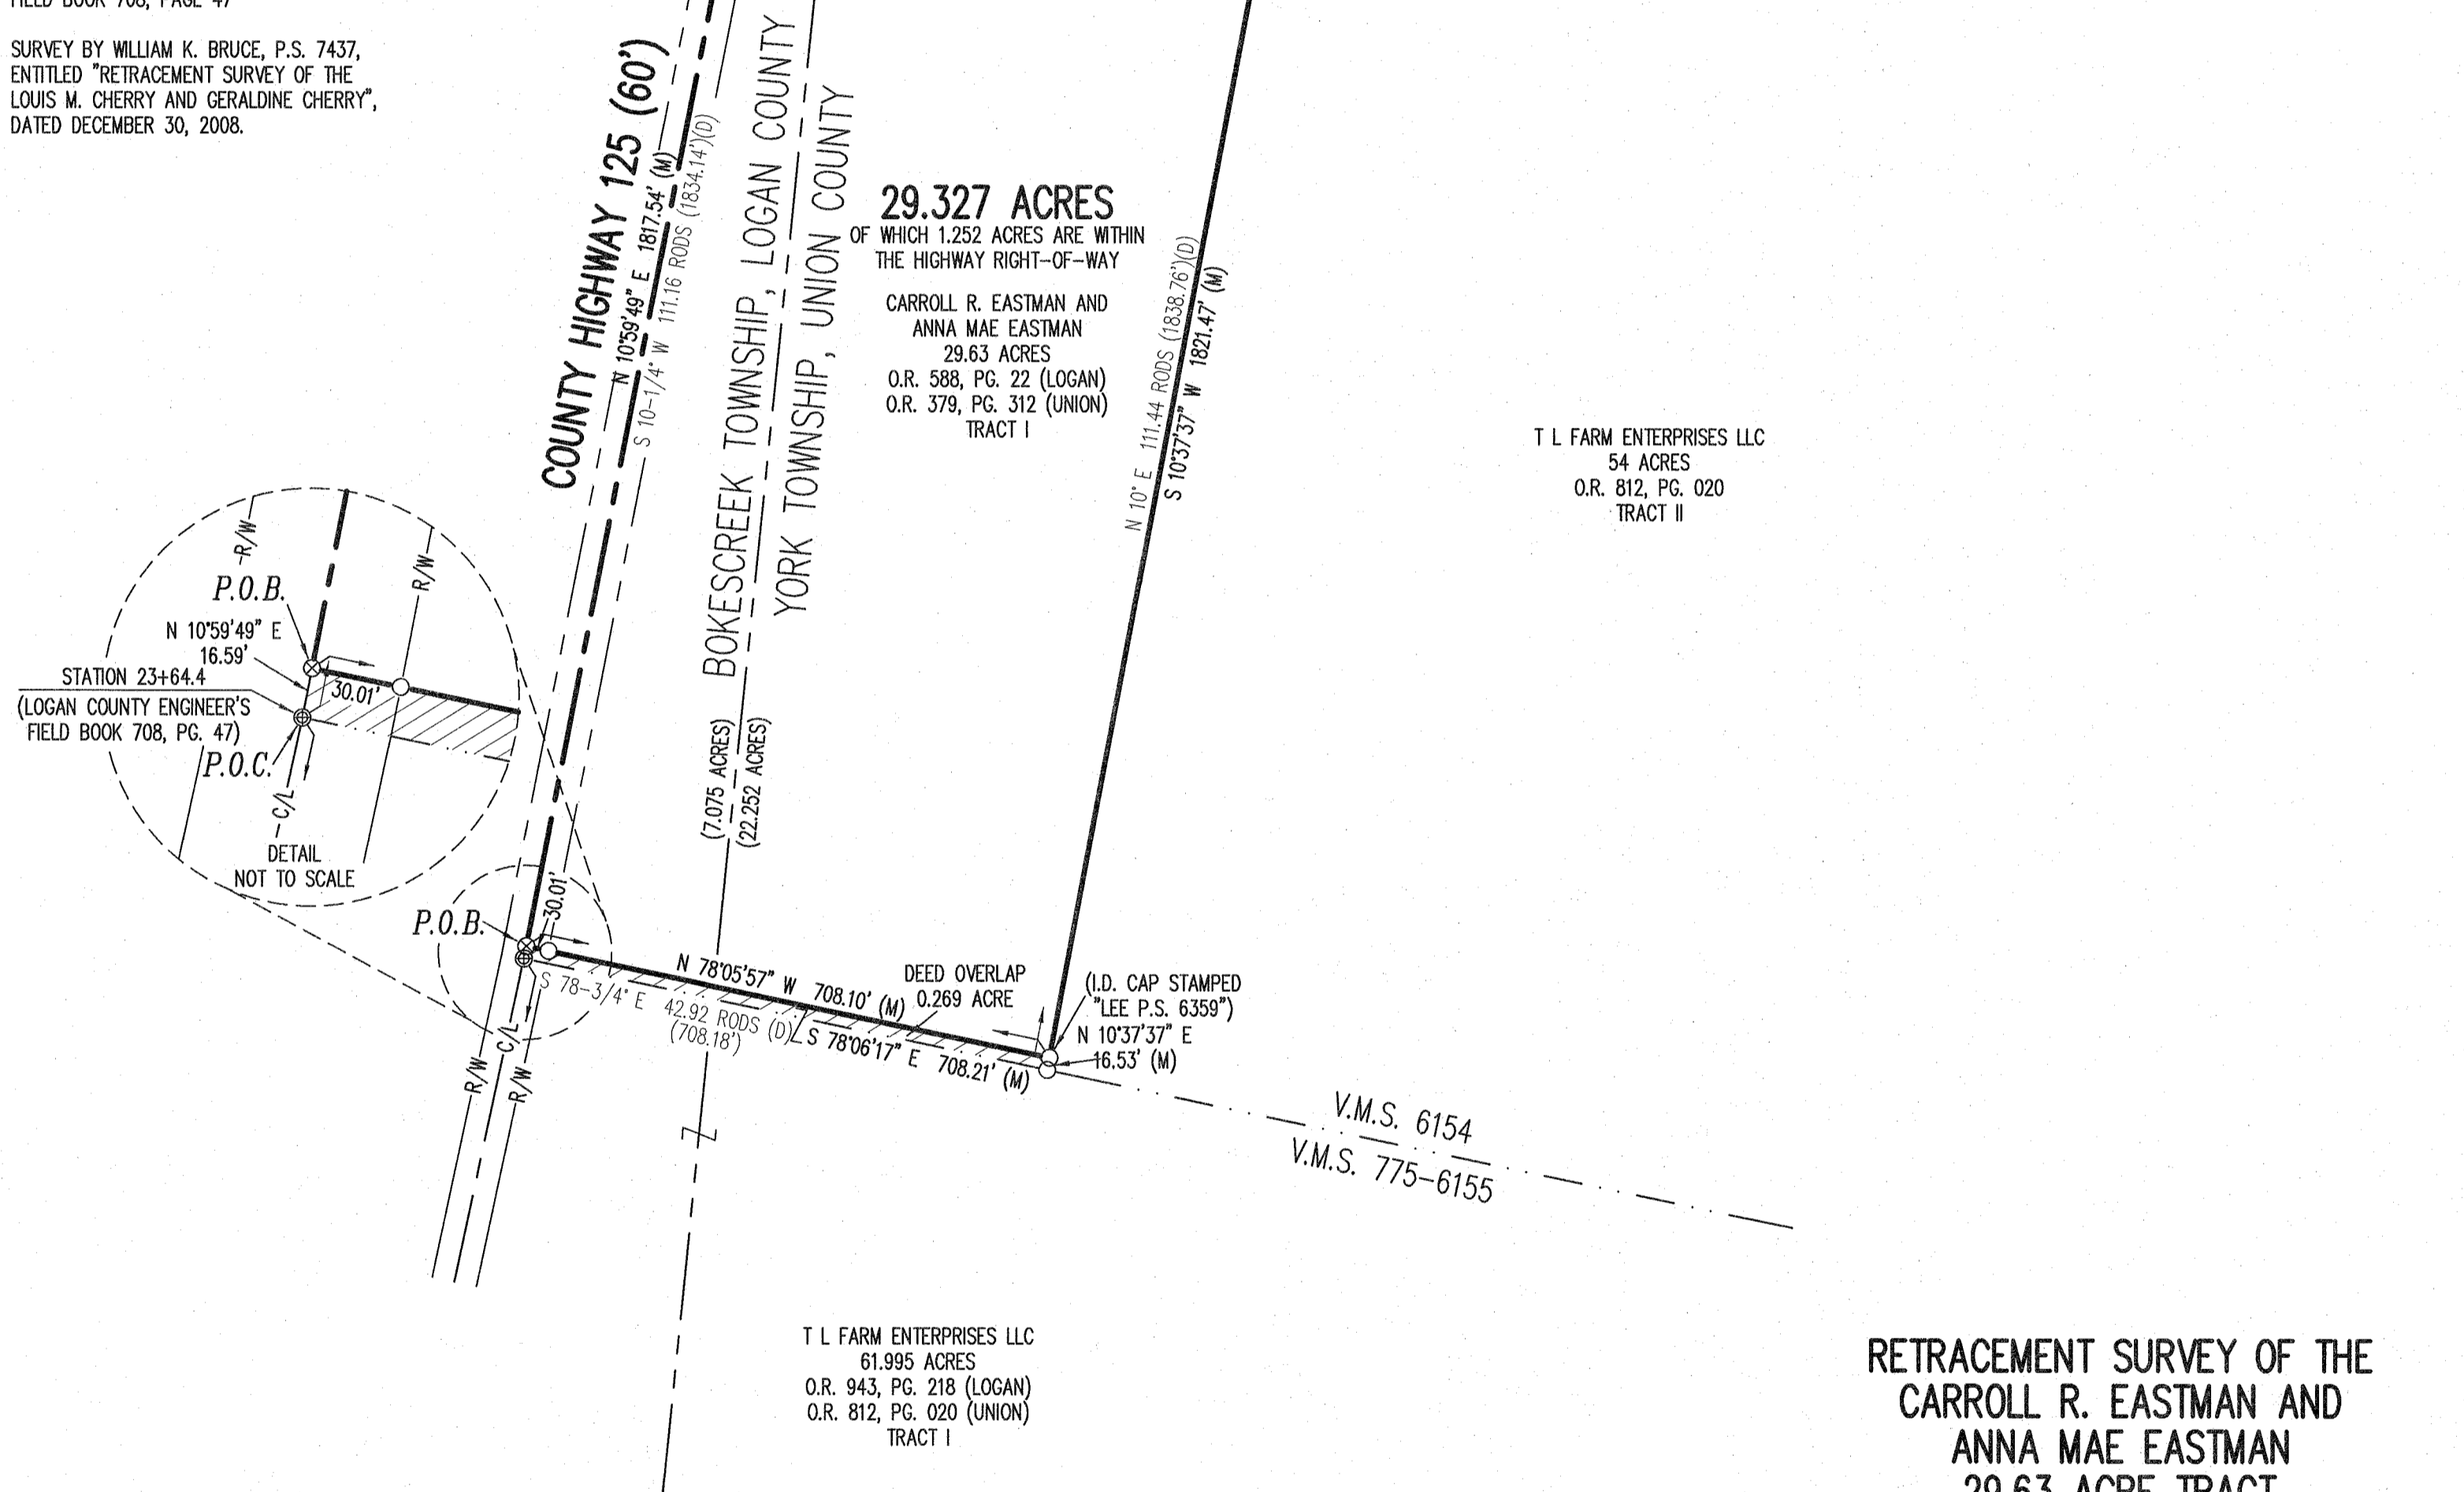 FIELD BOOK 708, PAGE 47
SURVEY BY WILLIAM K. BRUCE, P.S. 7437,
ENTITLED "RETRACEMENT SURVEY OF THE
LOUIS M. CHERRY AND GERALDINE CHERRY",
DATED DECEMBER 30, 2008.
COUNTY HIGHWAY 125 (60')
N 10°59'49" E 1817.54' (M)
S 10-1/4° W 111.16 RODS (1834.14')(D)
BOKESCREEK TOWNSHIP, LOGAN COUNTY
YORK TOWNSHIP, UNION COUNTY
(7.075 ACRES)
(22.252 ACRES)
29.327 ACRES
OF WHICH 1.252 ACRES ARE WITHIN
THE HIGHWAY RIGHT-OF-WAY
CARROLL R. EASTMAN AND
ANNA MAE EASTMAN
29.63 ACRES
O.R. 588, PG. 22 (LOGAN)
O.R. 379, PG. 312 (UNION)
TRACT I
N 10° E 111.44 RODS (1838.76')(D)
S 10°37'37" W 1821.47' (M)
T L FARM ENTERPRISES LLC
54 ACRES
O.R. 812, PG. 020
TRACT II
R/W
R/W
P.O.B.
N 10°59'49" E
16.59'
STATION 23+64.4
(LOGAN COUNTY ENGINEER'S
FIELD BOOK 708, PG. 47)
30.01'
P.O.C.
C/L
DETAIL
NOT TO SCALE
P.O.B.
30.01'
N 78°05'57" W 708.10' (M)
S 78-3/4° E 42.92 RODS (D)
(708.18')
S 78°06'17" E 708.21' (M)
DEED OVERLAP
0.269 ACRE
(I.D. CAP STAMPED
"LEE P.S. 6359")
N 10°37'37" E
16.53' (M)
R/W
C/L
R/W
V.M.S. 6154
V.M.S. 775-6155
T L FARM ENTERPRISES LLC
61.995 ACRES
O.R. 943, PG. 218 (LOGAN)
O.R. 812, PG. 020 (UNION)
TRACT I
RETRACEMENT SURVEY OF THE
CARROLL R. EASTMAN AND
ANNA MAE EASTMAN
29.63 ACRE TRACT